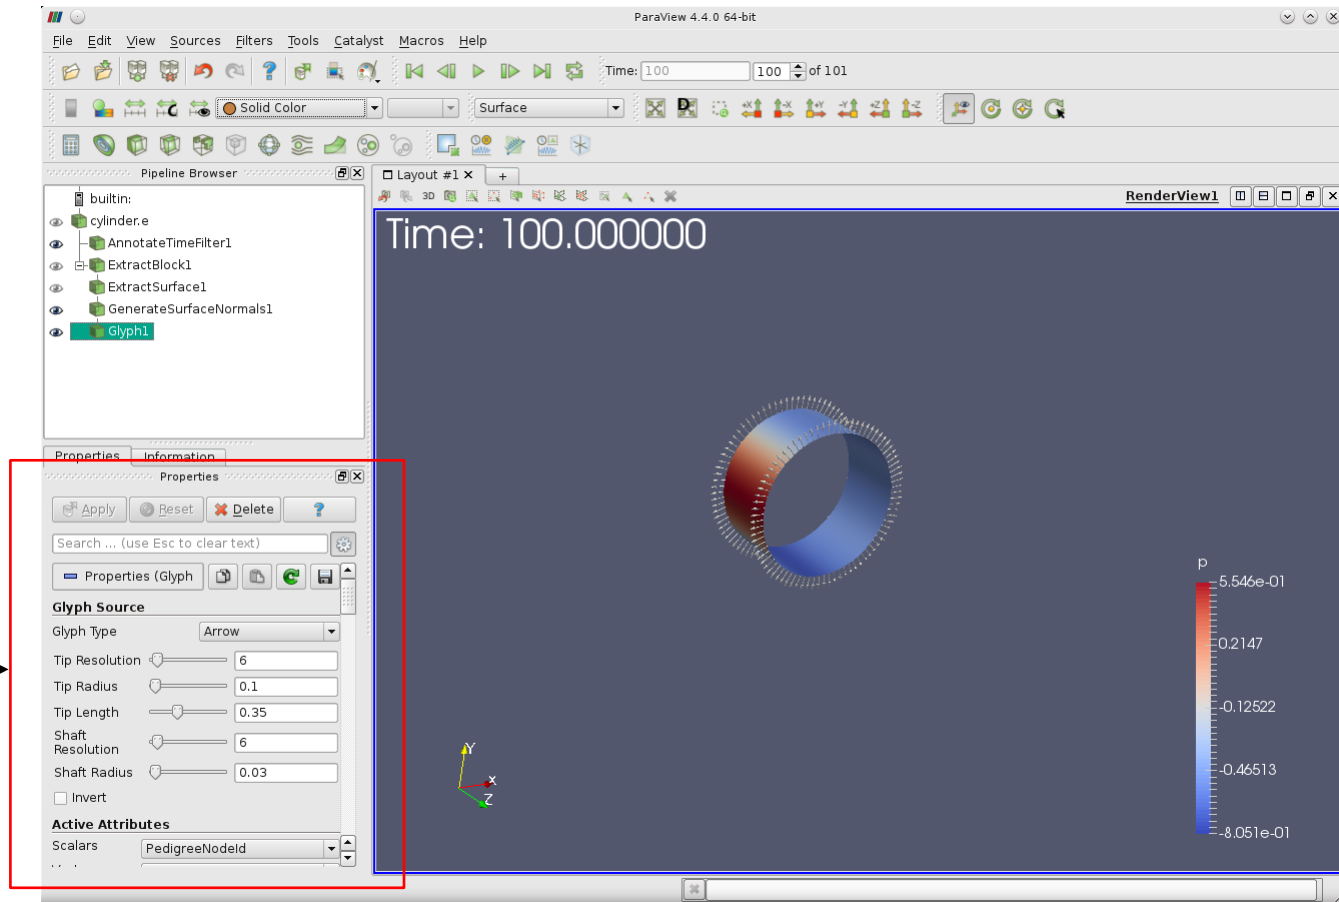 ParaView 4.4.0 64-bit
File Edit View Sources Filters Tools Catalyst Macros Help
Time: 100 100 of 101
Solid Color Surface
Pipeline Browser
Layout #1
builtin:
3D RenderView1
cylinder.e
AnnotateTimeFilter1
ExtractBlock1
ExtractSurface1
GenerateSurfaceNormals1
Glyph1
Time: 100.000000
Properties Information
Properties
Apply Reset Delete ?
Search ... (use Esc to clear text)
Properties (Glyph
Glyph Source
Glyph Type Arrow
Tip Resolution 6
Tip Radius 0.1
Tip Length 0.35
Shaft Resolution 6
Shaft Radius 0.03
Invert
Active Attributes
Scalars PedigreeNodeId
Y
X
Z
p
5.546e-01
0.2147
-0.12522
-0.46513
-8.051e-01